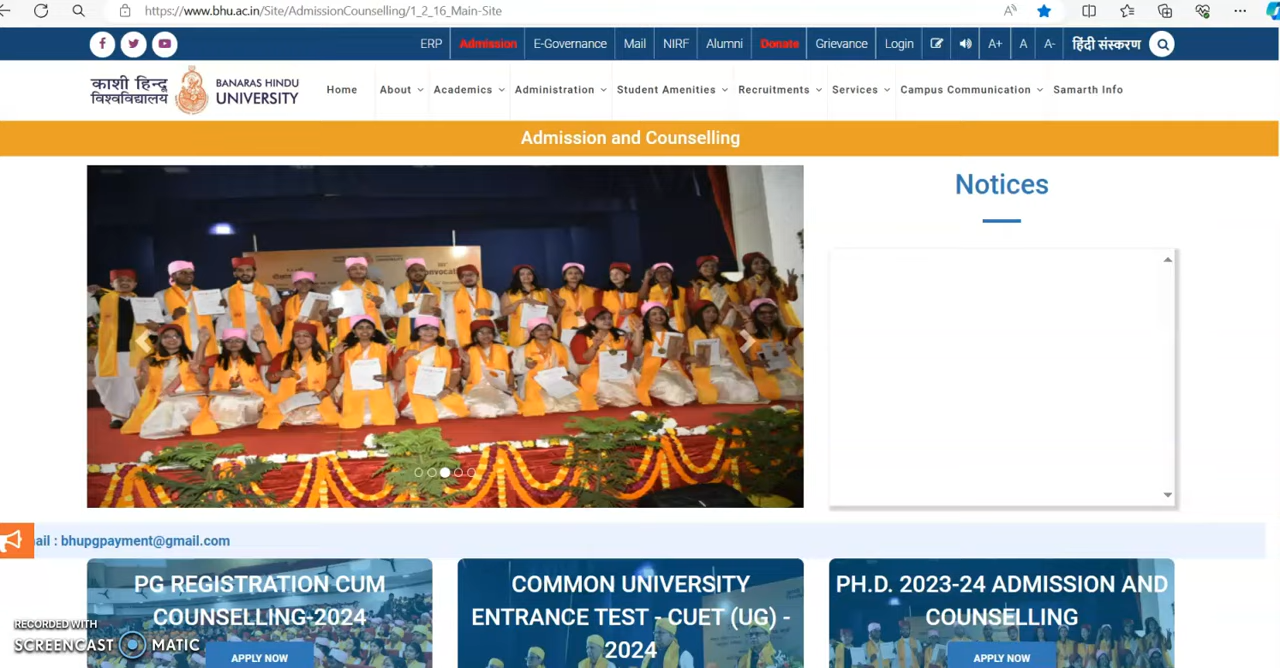 https://www.bhu.ac.in/Site/AdmissionCounselling/1_2_16_Main-Site
ERP Admission E-Governance Mail NIRF Alumni Donate Grievance Login A+ A A- हिंदी संस्करण
काशी हिन्दू
विश्वविद्यालय
BANARAS HINDU
UNIVERSITY
Home About Academics Administration Student Amenities Recruitments Services Campus Communication Samarth Info
Admission and Counselling
Notices
ail : bhupgpayment@gmail.com
PG REGISTRATION CUM
COUNSELLING-2024
APPLY NOW
COMMON UNIVERSITY
ENTRANCE TEST - CUET (UG) -
2024
PH.D. 2023-24 ADMISSION AND
COUNSELLING
APPLY NOW
RECORDED WITH
SCREENCAST MATIC